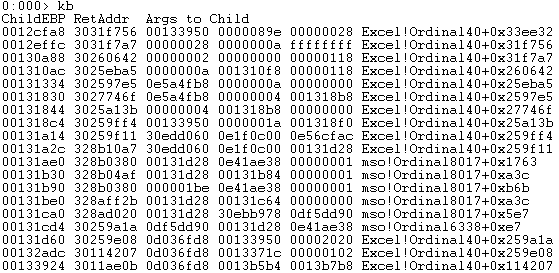 0:000> kb
ChildEBP RetAddr  Args to Child
0012cfa8 3031f756 00133950 0000089e 00000028 Excel!Ordinal40+0x33ee32
0012effc 3031f7a7 00000028 0000000a ffffffff Excel!Ordinal40+0x31f756
00130a88 30260642 00000002 00000000 00000118 Excel!Ordinal40+0x31f7a7
001310ac 3025eba5 0000000a 001310f8 00000118 Excel!Ordinal40+0x260642
00131334 302597e5 0e5a4fb8 0000000a 00000000 Excel!Ordinal40+0x25eba5
00131830 3027746f 0e5a4fb8 00000004 001318b8 Excel!Ordinal40+0x2597e5
00131844 3025a13b 00000004 001318b8 00000000 Excel!Ordinal40+0x27746f
001318c4 30259ff4 00133950 0000001a 001318f0 Excel!Ordinal40+0x25a13b
00131a14 30259f11 30edd060 0e1f0c00 0e56cfac Excel!Ordinal40+0x259ff4
00131a2c 328b10a7 30edd060 0e1f0c00 00131d28 Excel!Ordinal40+0x259f11
00131ae0 328b0380 00131d28 0e41ae38 00000001 mso!Ordinal8017+0x1763
00131b30 328b04af 00131d28 00131b84 00000000 mso!Ordinal8017+0xa3c
00131b90 328b0380 000001be 0e41ae38 00000000 mso!Ordinal8017+0xb6b
00131be0 328aff2b 00131d28 00131c64 00000000 mso!Ordinal8017+0xa3c
00131ca0 328ad020 00131d28 30ebb978 0df5dd90 mso!Ordinal8017+0x5e7
00131cd4 30259a1a 0df5dd90 00131d28 0e41ae38 mso!Ordinal6338+0xe7
00131d60 30259e08 0d036fd8 00133950 00002020 Excel!Ordinal40+0x259a1a
00132adc 30114207 0d036fd8 0013371c 00000102 Excel!Ordinal40+0x259e08
00133924 3011ae0b 0d036fd8 0013b5b4 0013b7b8 Excel!Ordinal40+0x114207